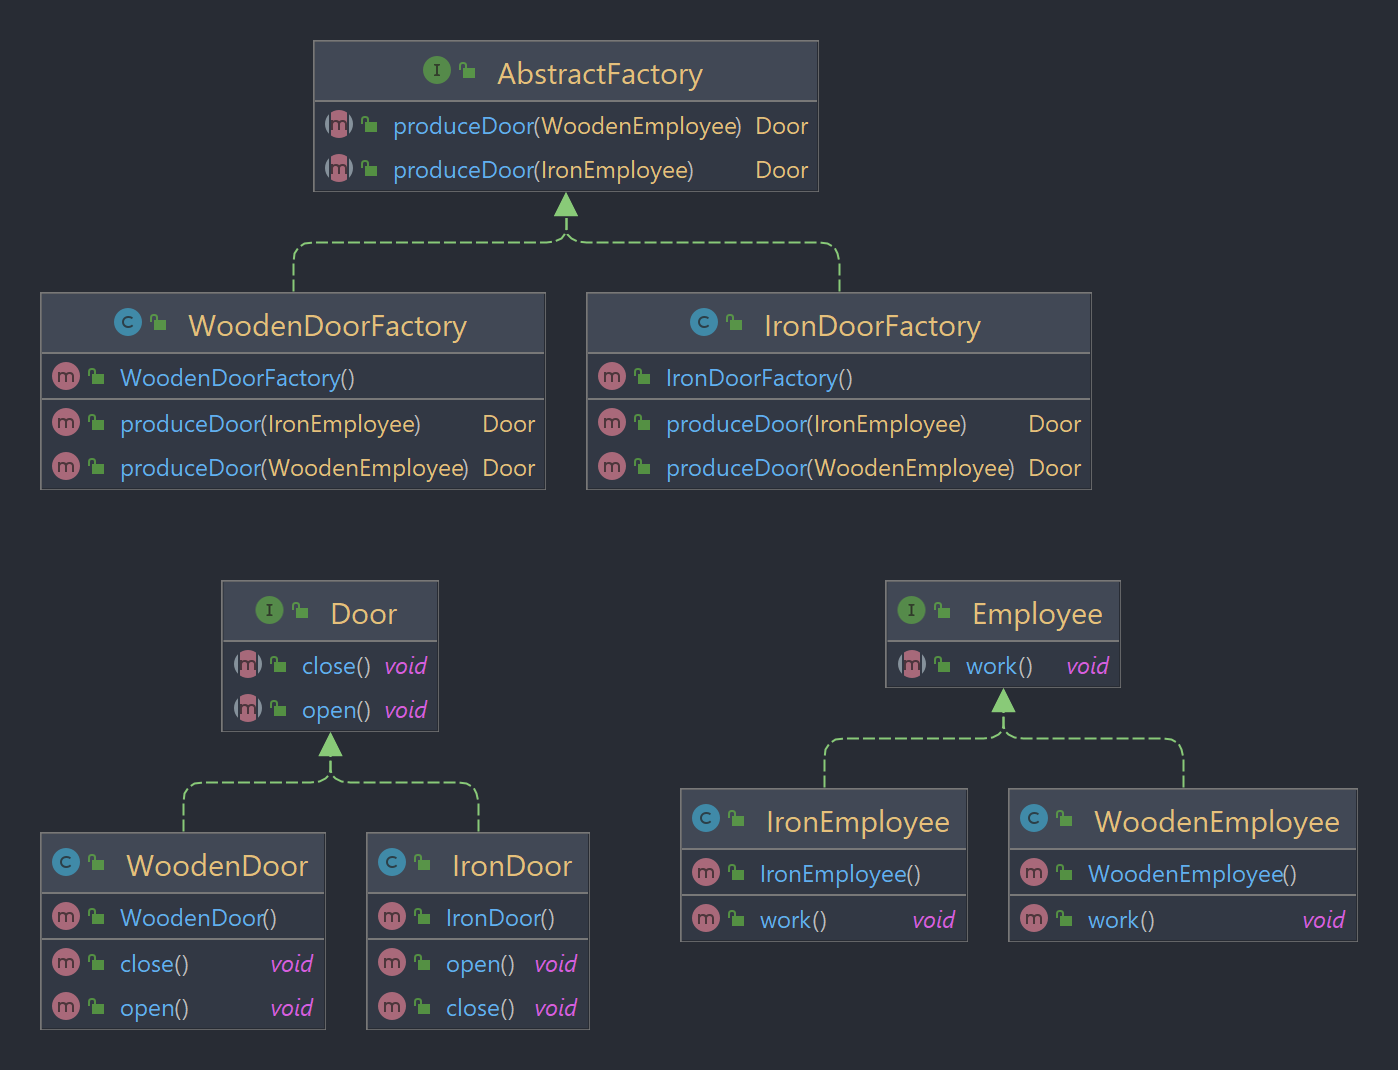 AbstractFactory
produceDoor(WoodenEmployee) Door
produceDoor(IronEmployee) Door
WoodenDoorFactory
WoodenDoorFactory()
produceDoor(IronEmployee) Door
produceDoor(WoodenEmployee) Door
IronDoorFactory
IronDoorFactory()
produceDoor(IronEmployee) Door
produceDoor(WoodenEmployee) Door
Door
close() void
open() void
Employee
work() void
WoodenDoor
WoodenDoor()
close() void
open() void
IronDoor
IronDoor()
open() void
close() void
IronEmployee
IronEmployee()
work() void
WoodenEmployee
WoodenEmployee()
work() void